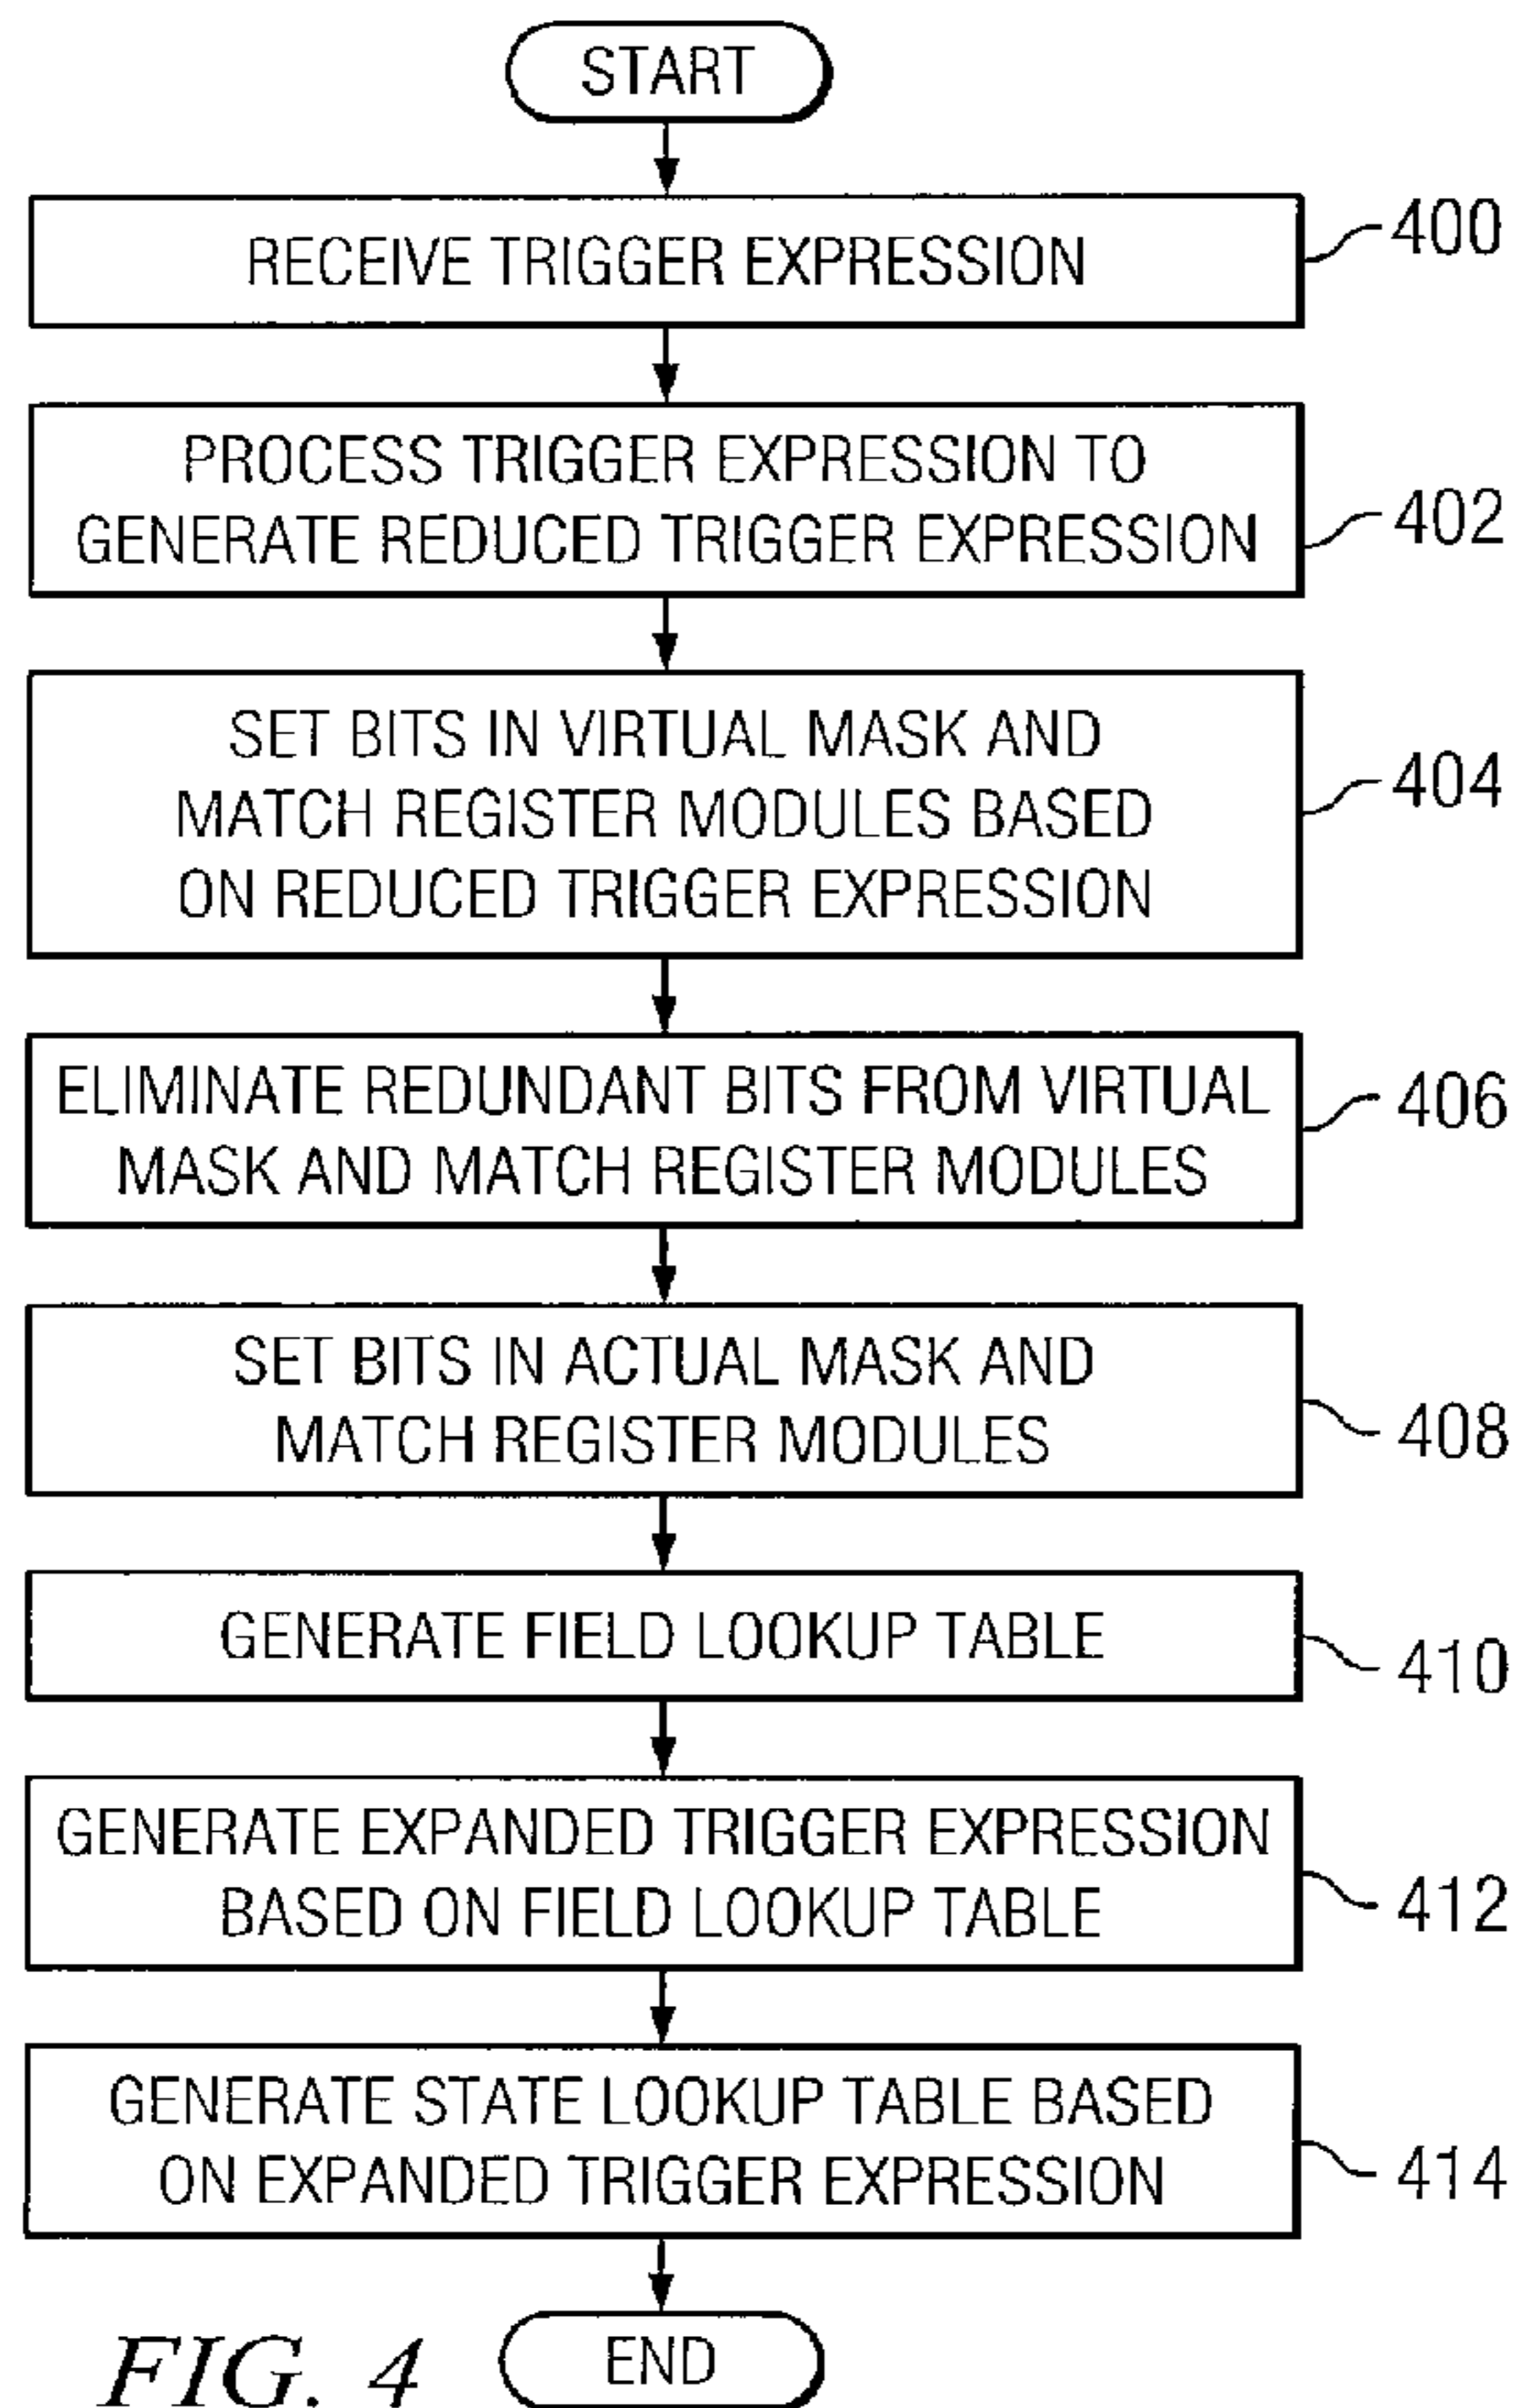 START
RECEIVE TRIGGER EXPRESSION
400
PROCESS TRIGGER EXPRESSION TO
GENERATE REDUCED TRIGGER EXPRESSION
402
SET BITS IN VIRTUAL MASK AND
MATCH REGISTER MODULES BASED
ON REDUCED TRIGGER EXPRESSION
404
ELIMINATE REDUNDANT BITS FROM VIRTUAL
MASK AND MATCH REGISTER MODULES
406
SET BITS IN ACTUAL MASK AND
MATCH REGISTER MODULES
408
GENERATE FIELD LOOKUP TABLE
410
GENERATE EXPANDED TRIGGER EXPRESSION
BASED ON FIELD LOOKUP TABLE
412
GENERATE STATE LOOKUP TABLE BASED
ON EXPANDED TRIGGER EXPRESSION
414
END
FIG. 4